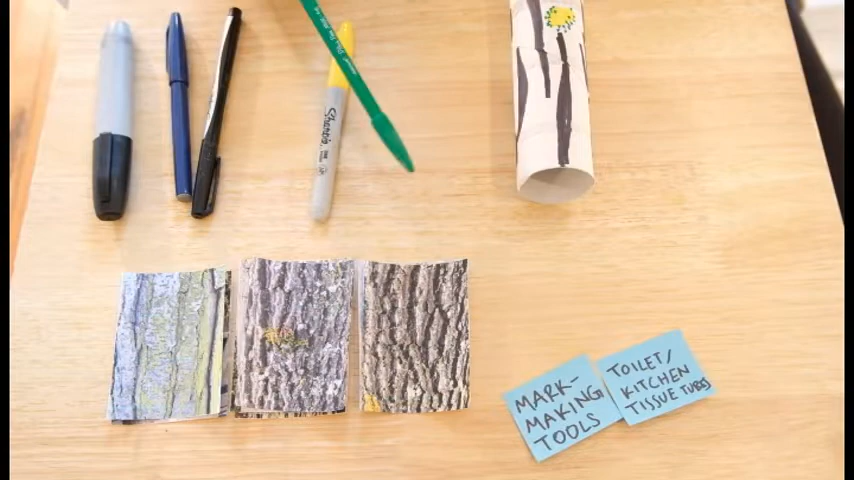 Sharpie
MARK-
MAKING
TOOLS
TOILET/
KITCHEN
TISSUE TUBES